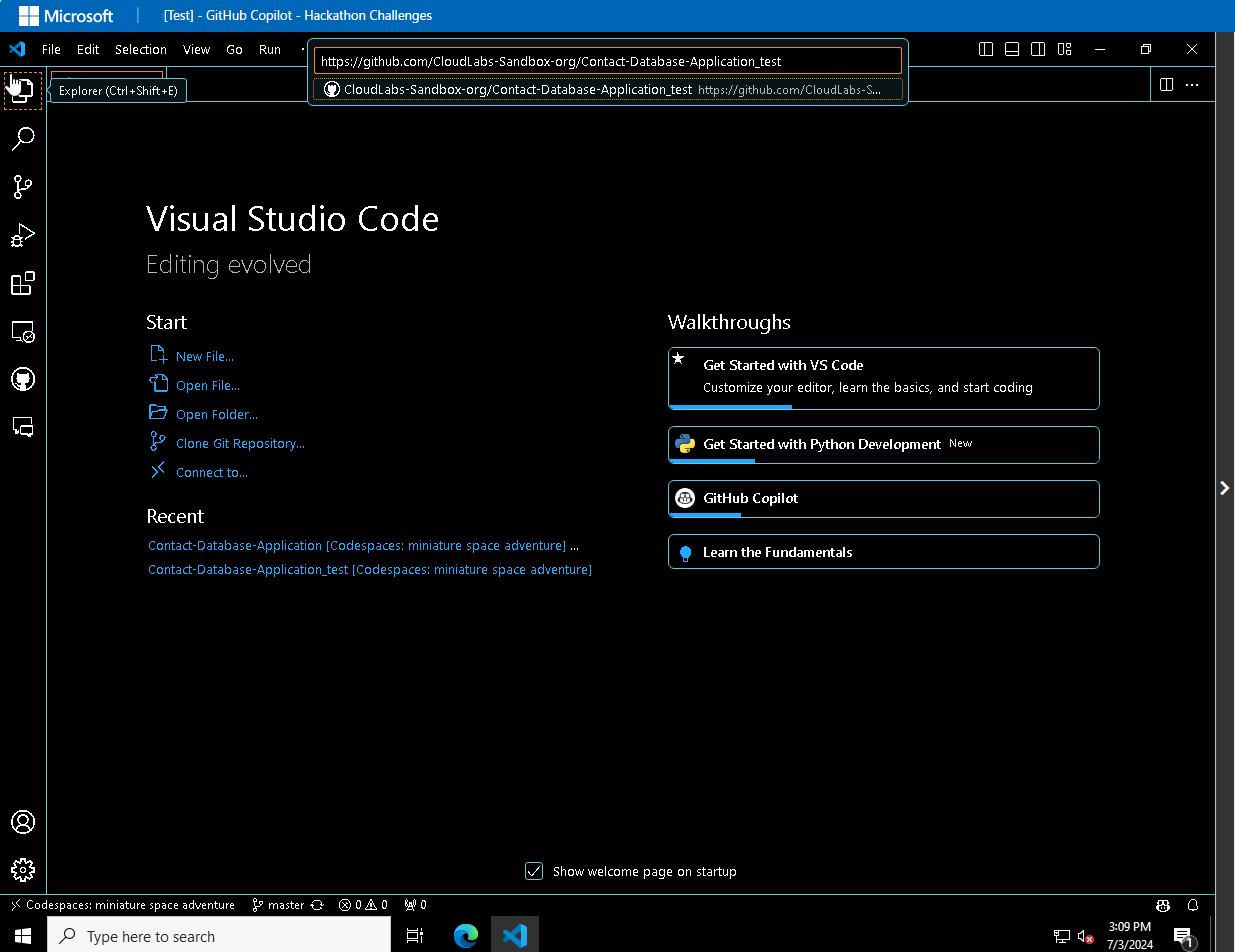 Microsoft
[Test] - GitHub Copilot - Hackathon Challenges
File Edit Selection View Go Run
https://github.com/CloudLabs-Sandbox-org/Contact-Database-Application_test
CloudLabs-Sandbox-org/Contact-Database-Application_test https://github.com/CloudLabs-S...
Explorer (Ctrl+Shift+E)
Visual Studio Code
Editing evolved
Start
New File...
Open File...
Open Folder...
Clone Git Repository...
Connect to...
Recent
Contact-Database-Application [Codespaces: miniature space adventure] ...
Contact-Database-Application_test [Codespaces: miniature space adventure]
Walkthroughs
Get Started with VS Code
Customize your editor, learn the basics, and start coding
Get Started with Python Development New
GitHub Copilot
Learn the Fundamentals
Show welcome page on startup
Codespaces: miniature space adventure master 0 0 0
Type here to search
3:09 PM
7/3/2024
1